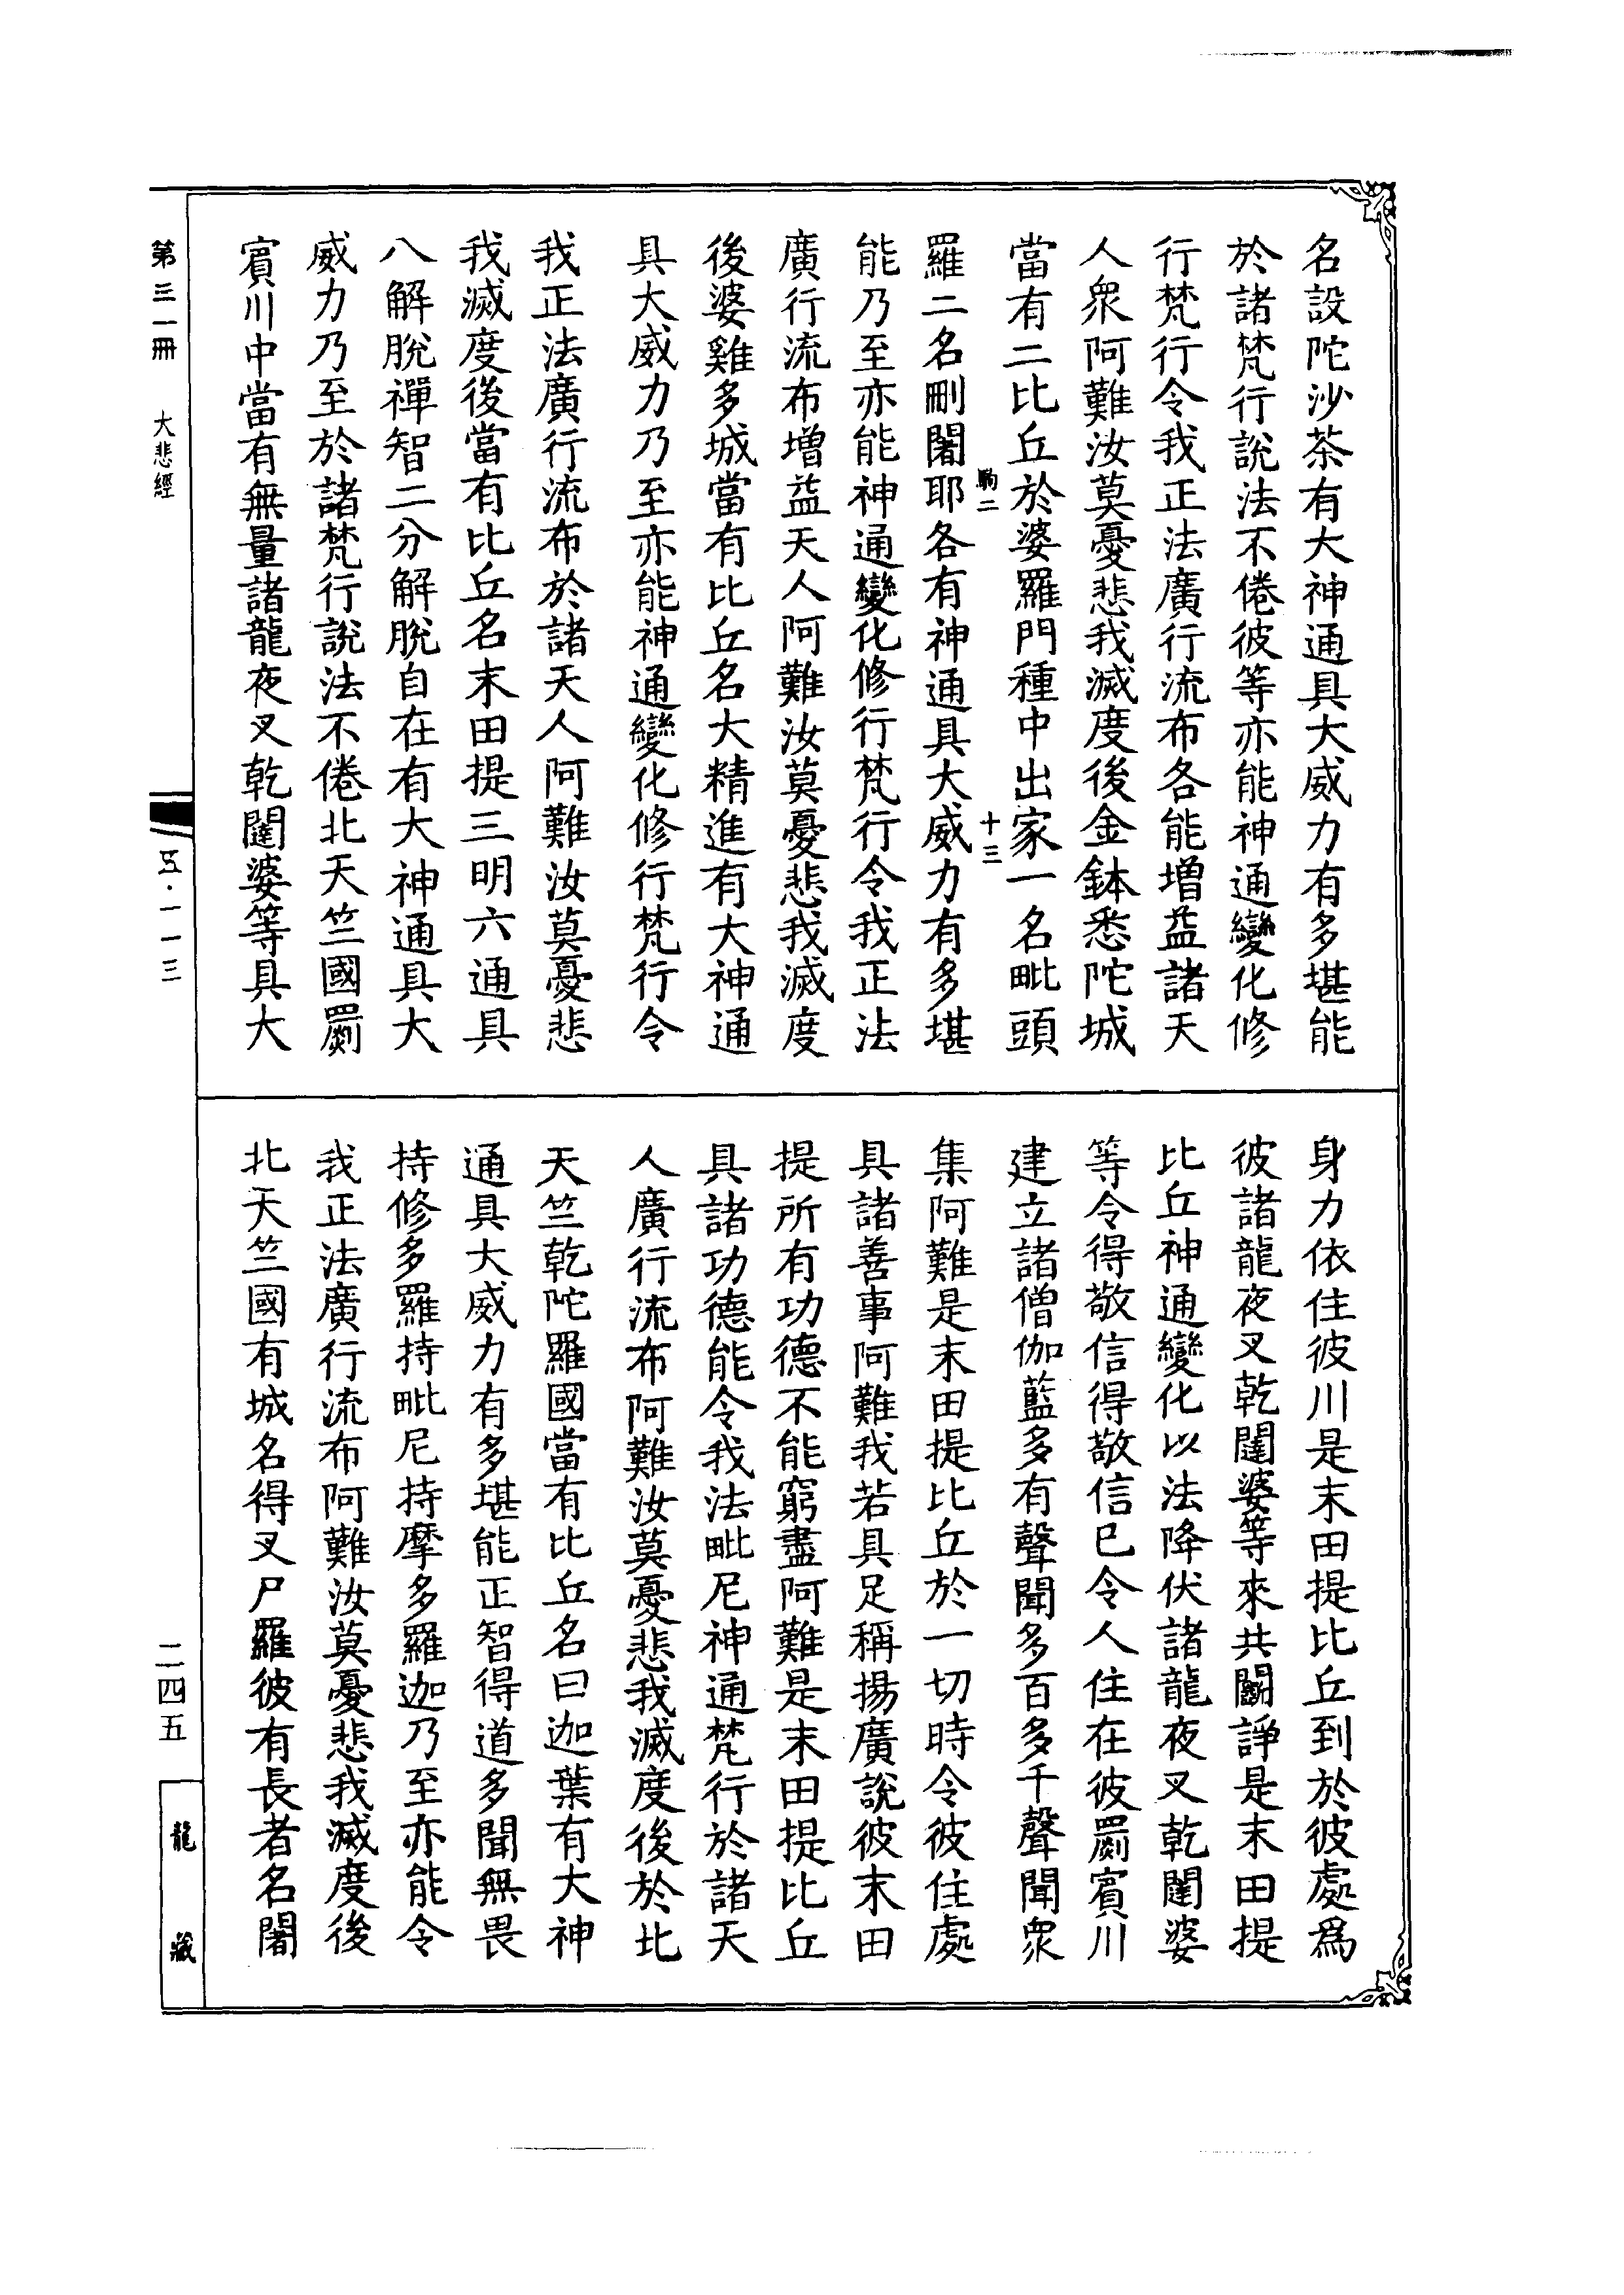 名設陀沙茶有大神通具大威力有多堪能
於諸梵行說法不倦彼等亦能神通變化修
行梵行令我正法廣行流布各能增益諸天
人衆阿難汝莫憂悲我滅度後金鉢悉陀城
當有二比丘於婆羅門種中出家一名毗頭
駒二
十三
羅二名刪闍耶各有神通具大威力有多堪
能乃至亦能神通變化修行梵行令我正法
廣行流布增益天人阿難汝莫憂悲我滅度
後婆雞多城當有比丘名大精進有大神通
具大威力乃至亦能神通變化修行梵行令
我正法廣行流布於諸天人阿難汝莫憂悲
我滅度後當有比丘名末田提三明六通具
八解脫禪智二分解脫自在有大神通具大
威力乃至於諸梵行說法不倦北天竺國罽
賓川中當有無量諸龍夜叉乾闥婆等具大
身力依住彼川是末田提比丘到於彼處爲
彼諸龍夜叉乾闥婆等來共鬭諍是末田提
比丘神通變化以法降伏諸龍夜叉乾闥婆
等令得敬信得敬信已令人住在彼罽賓川
建立諸僧伽藍多有聲聞多百多千聲聞衆
集阿難是末田提比丘於一切時令彼住處
具諸善事阿難我若具足稱揚廣說彼末田
提所有功德不能窮盡阿難是末田提比丘
具諸功德能令我法毗尼神通梵行於諸天
人廣行流布阿難汝莫憂悲我滅度後於北
天竺乾陀羅國當有比丘名曰迦葉有大神
通具大威力有多堪能正智得道多聞無畏
持修多羅持毗尼持摩多羅迦乃至亦能令
我正法廣行流布阿難汝莫憂悲我滅度後
北天竺國有城名得叉尸羅彼有長者名闍
第三一冊 大悲經
五·一一三
二四五
龍藏